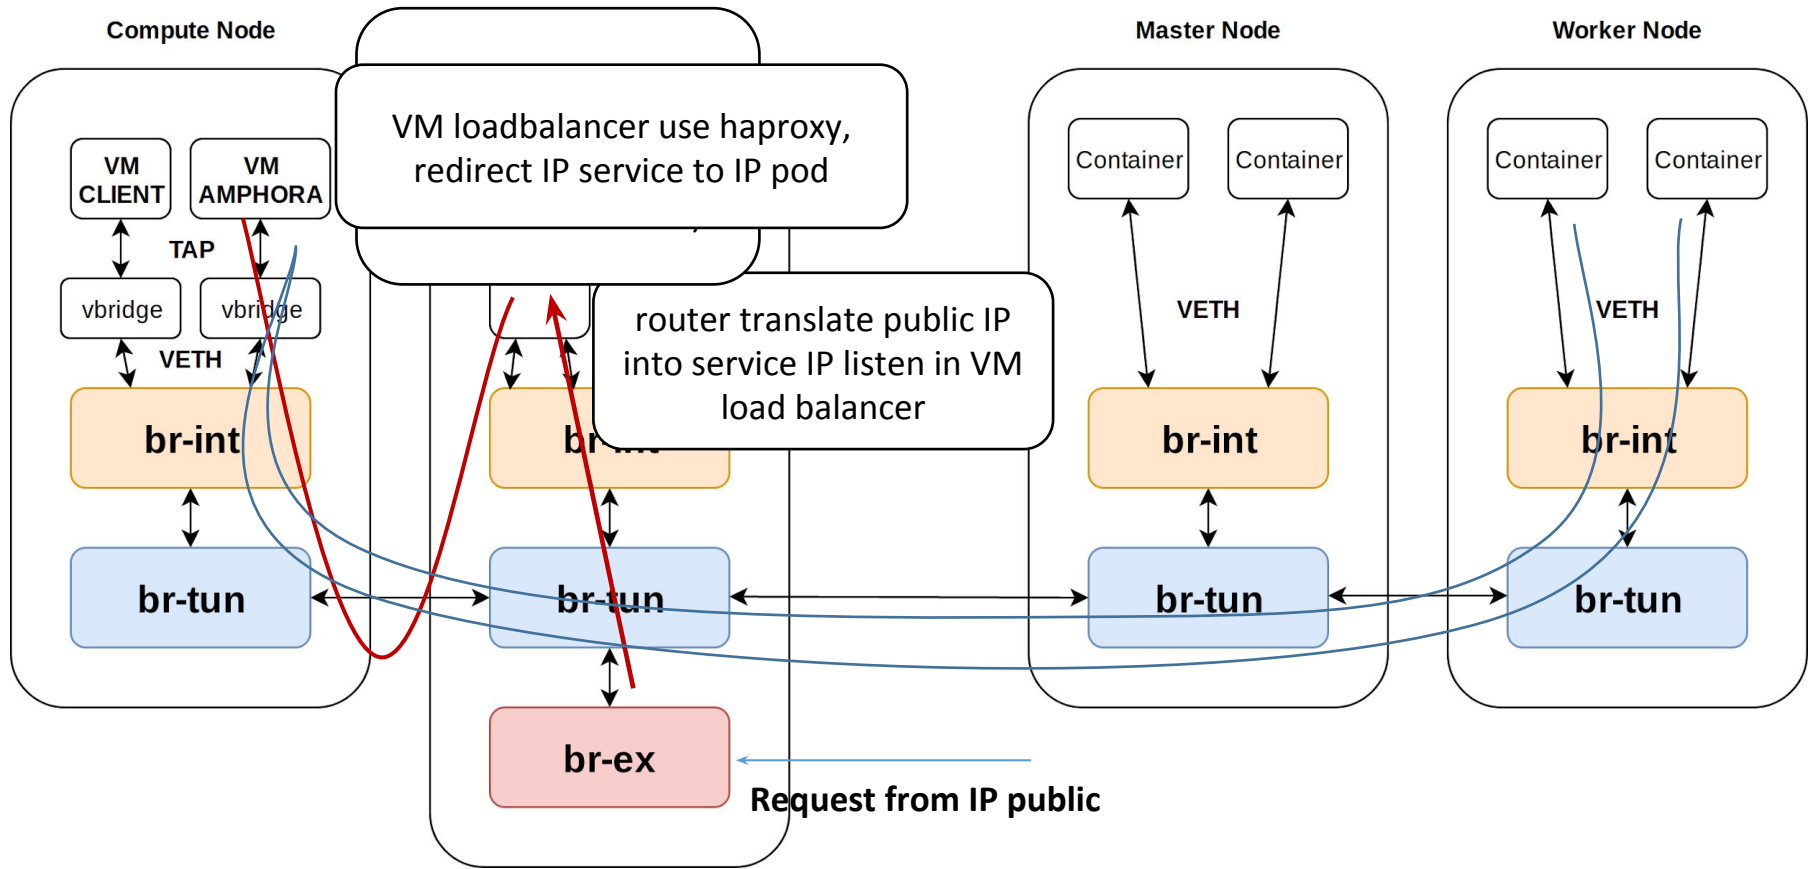 Compute Node
Master Node
Worker Node
VM loadbalancer use haproxy,
redirect IP service to IP pod
VM
CLIENT
VM
AMPHORA
Container
Container
Container
Container
TAP
vbridge
vbridge
VETH
router translate public IP
into service IP listen in VM
load balancer
VETH
VETH
br-int
br-int
br-int
br-int
br-tun
br-tun
br-tun
br-tun
br-ex
Request from IP public